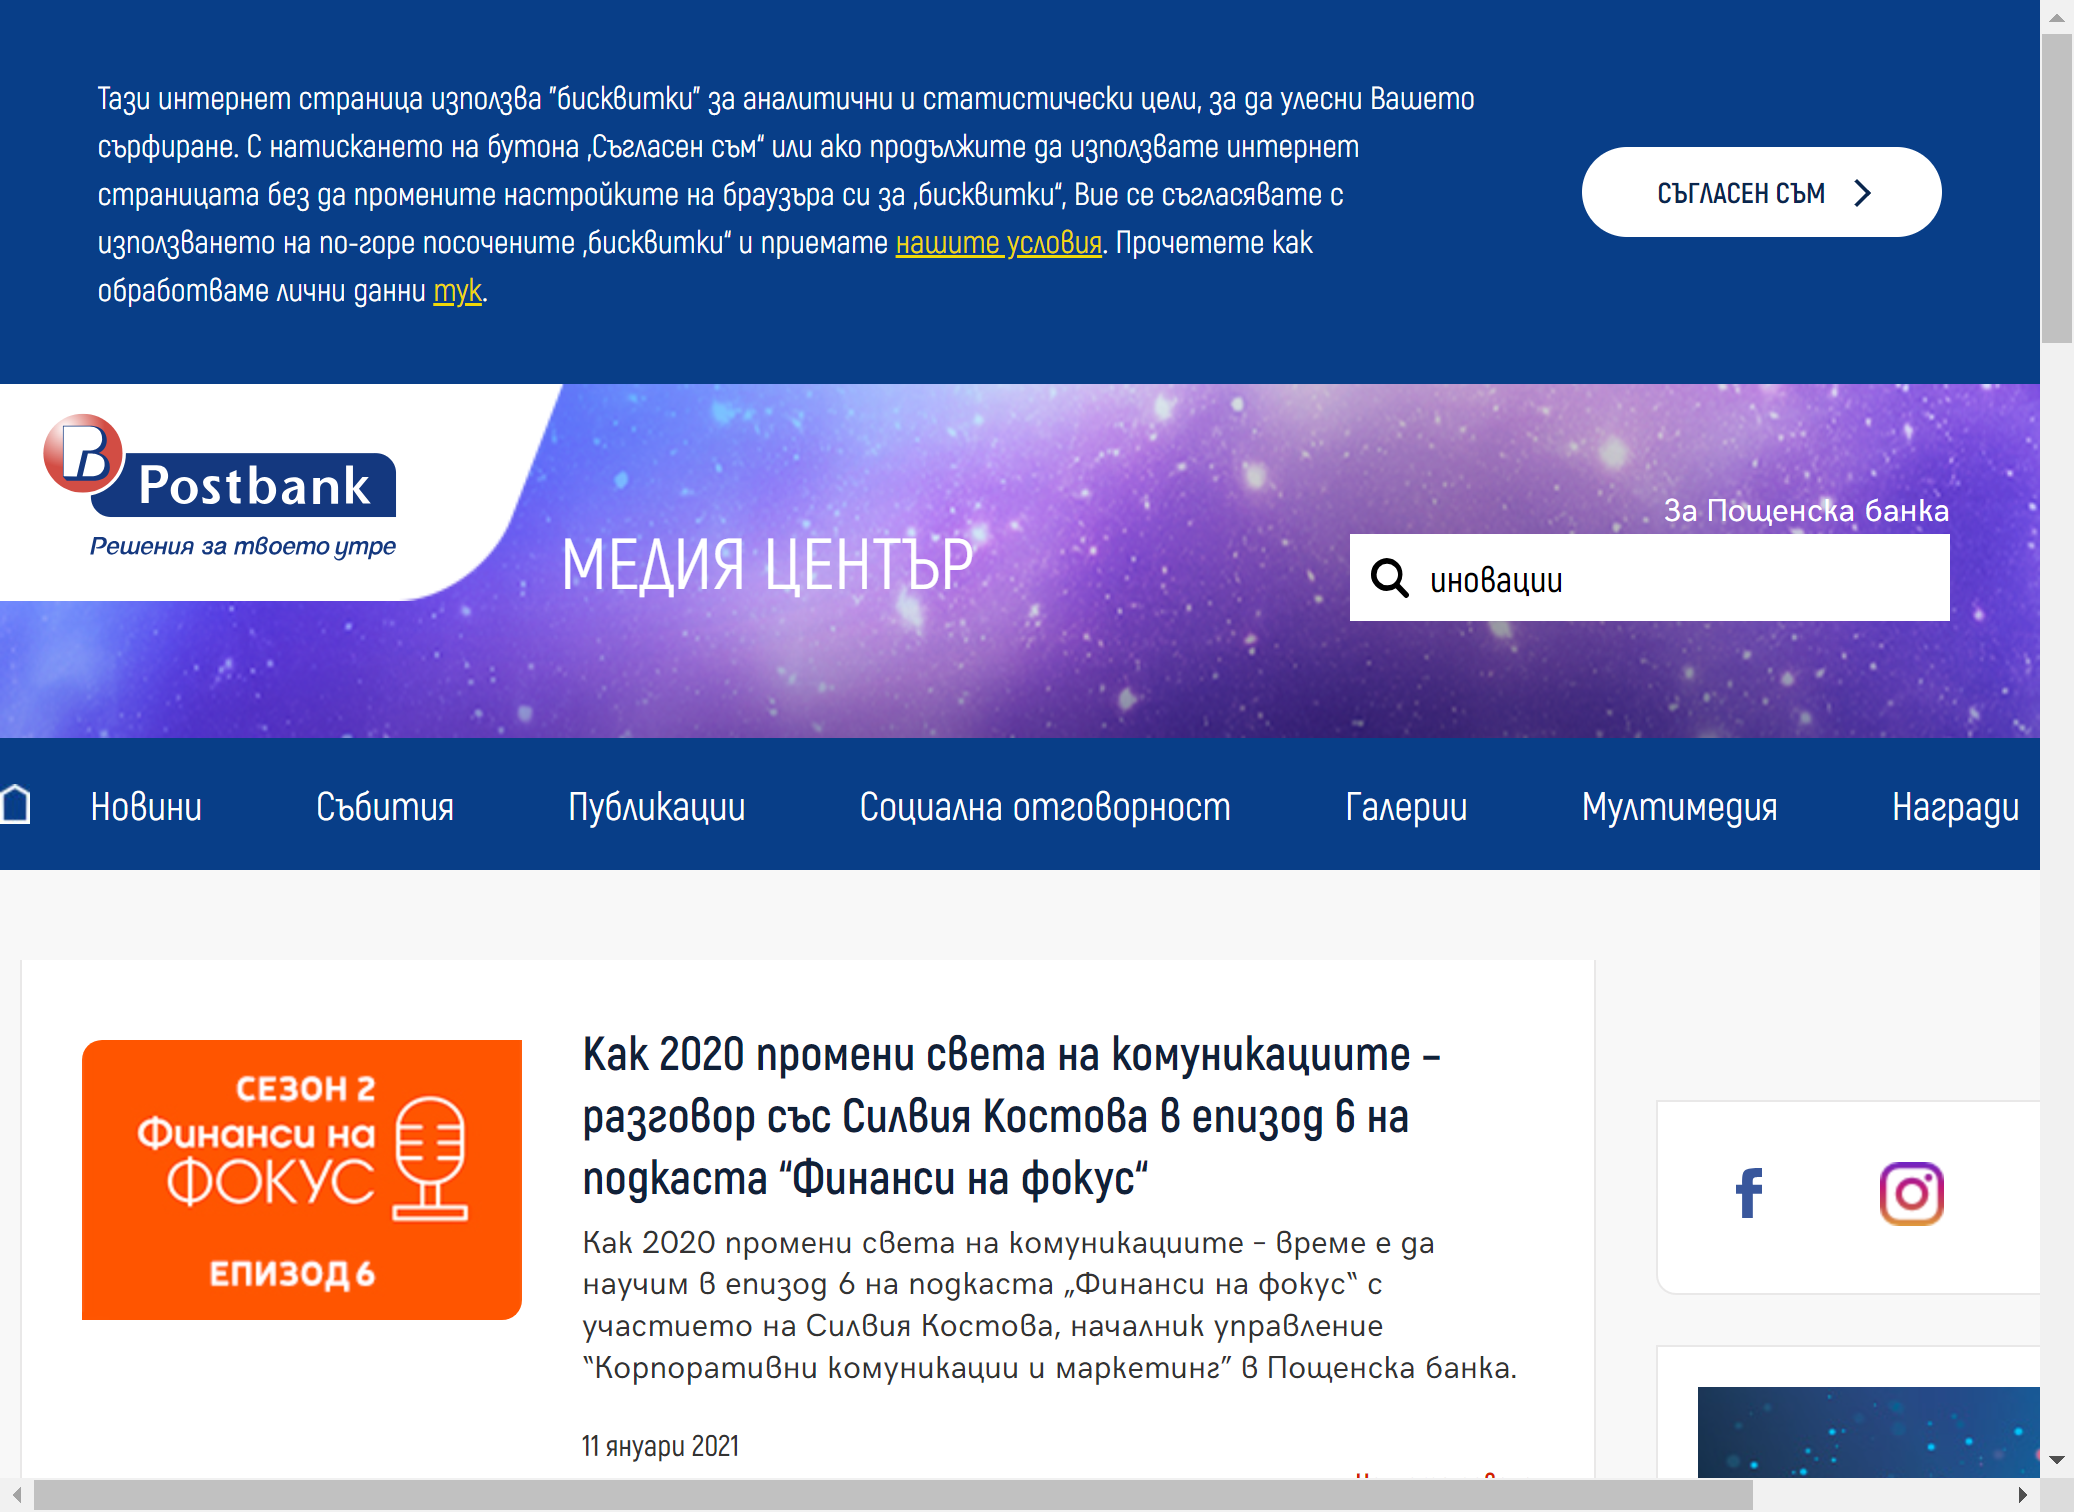 Тази интернет страница използва "бисквитки" за аналитични и статистически цели, за да улесни Вашето
сърфиране. С натискането на бутона „Съгласен съм“ или ако продължите да използвате интернет
страницата без да промените настройките на браузъра си за „бисквитки“, Вие се съгласявате с
използването на по-горе посочените „бисквитки“ и приемате нашите условия. Прочетете как
обработваме лични данни тук.
СЪГЛАСЕН СЪМ
B Postbank
Решения за твоето утре
МЕДИЯ ЦЕНТЪР
За Пощенска банка
иновации
Новини
Събития
Публикации
Социална отговорност
Галерии
Мултимедия
Награди
СЕЗОН 2
Финанси на
ФОКУС
ЕПИЗОД 6
Как 2020 промени света на комуникациите –
разговор със Силвия Костова в епизод 6 на
подкаста “Финанси на фокус“
Как 2020 промени света на комуникациите – време е да
научим в епизод 6 на подкаста „Финанси на фокус“ с
участието на Силвия Костова, началник управление
“Корпоративни комуникации и маркетинг” в Пощенска банка.
11 януари 2021